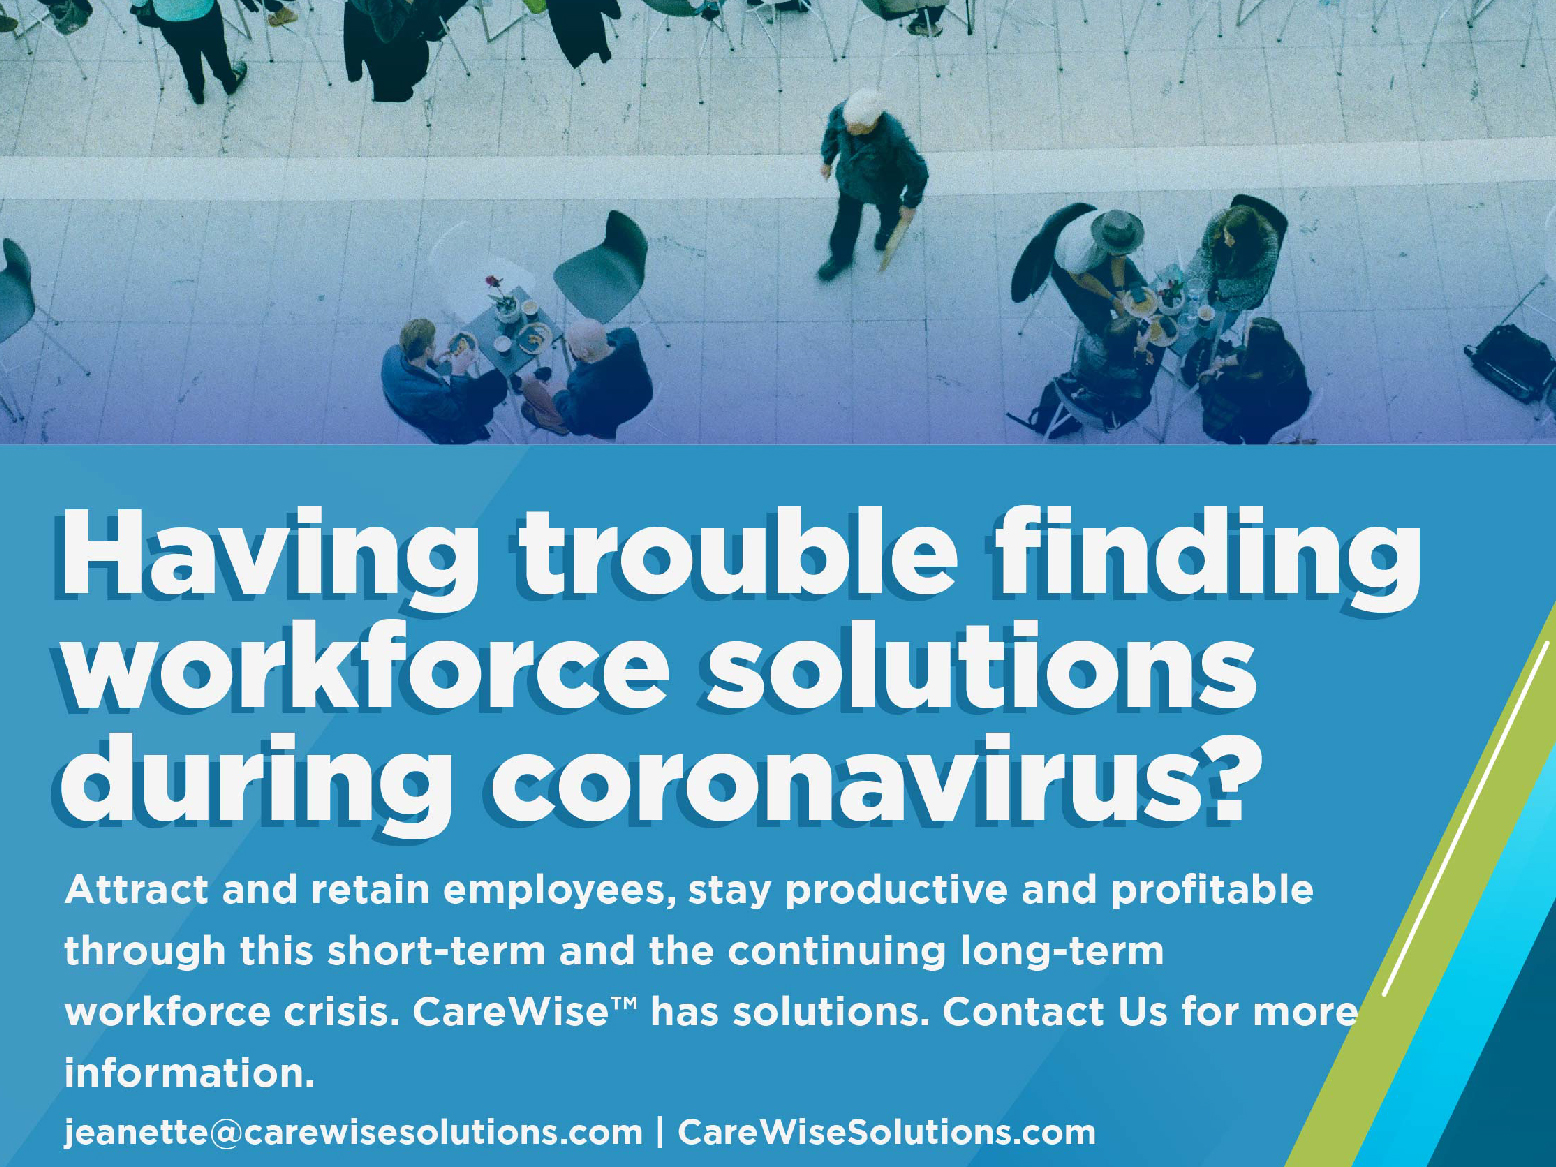 Having trouble finding
workforce solutions
during coronavirus?
Attract and retain employees, stay productive and profitable
through this short-term and the continuing long-term
workforce crisis. CareWise™ has solutions. Contact Us for more
information.
jeanette@carewisesolutions.com | CareWiseSolutions.com